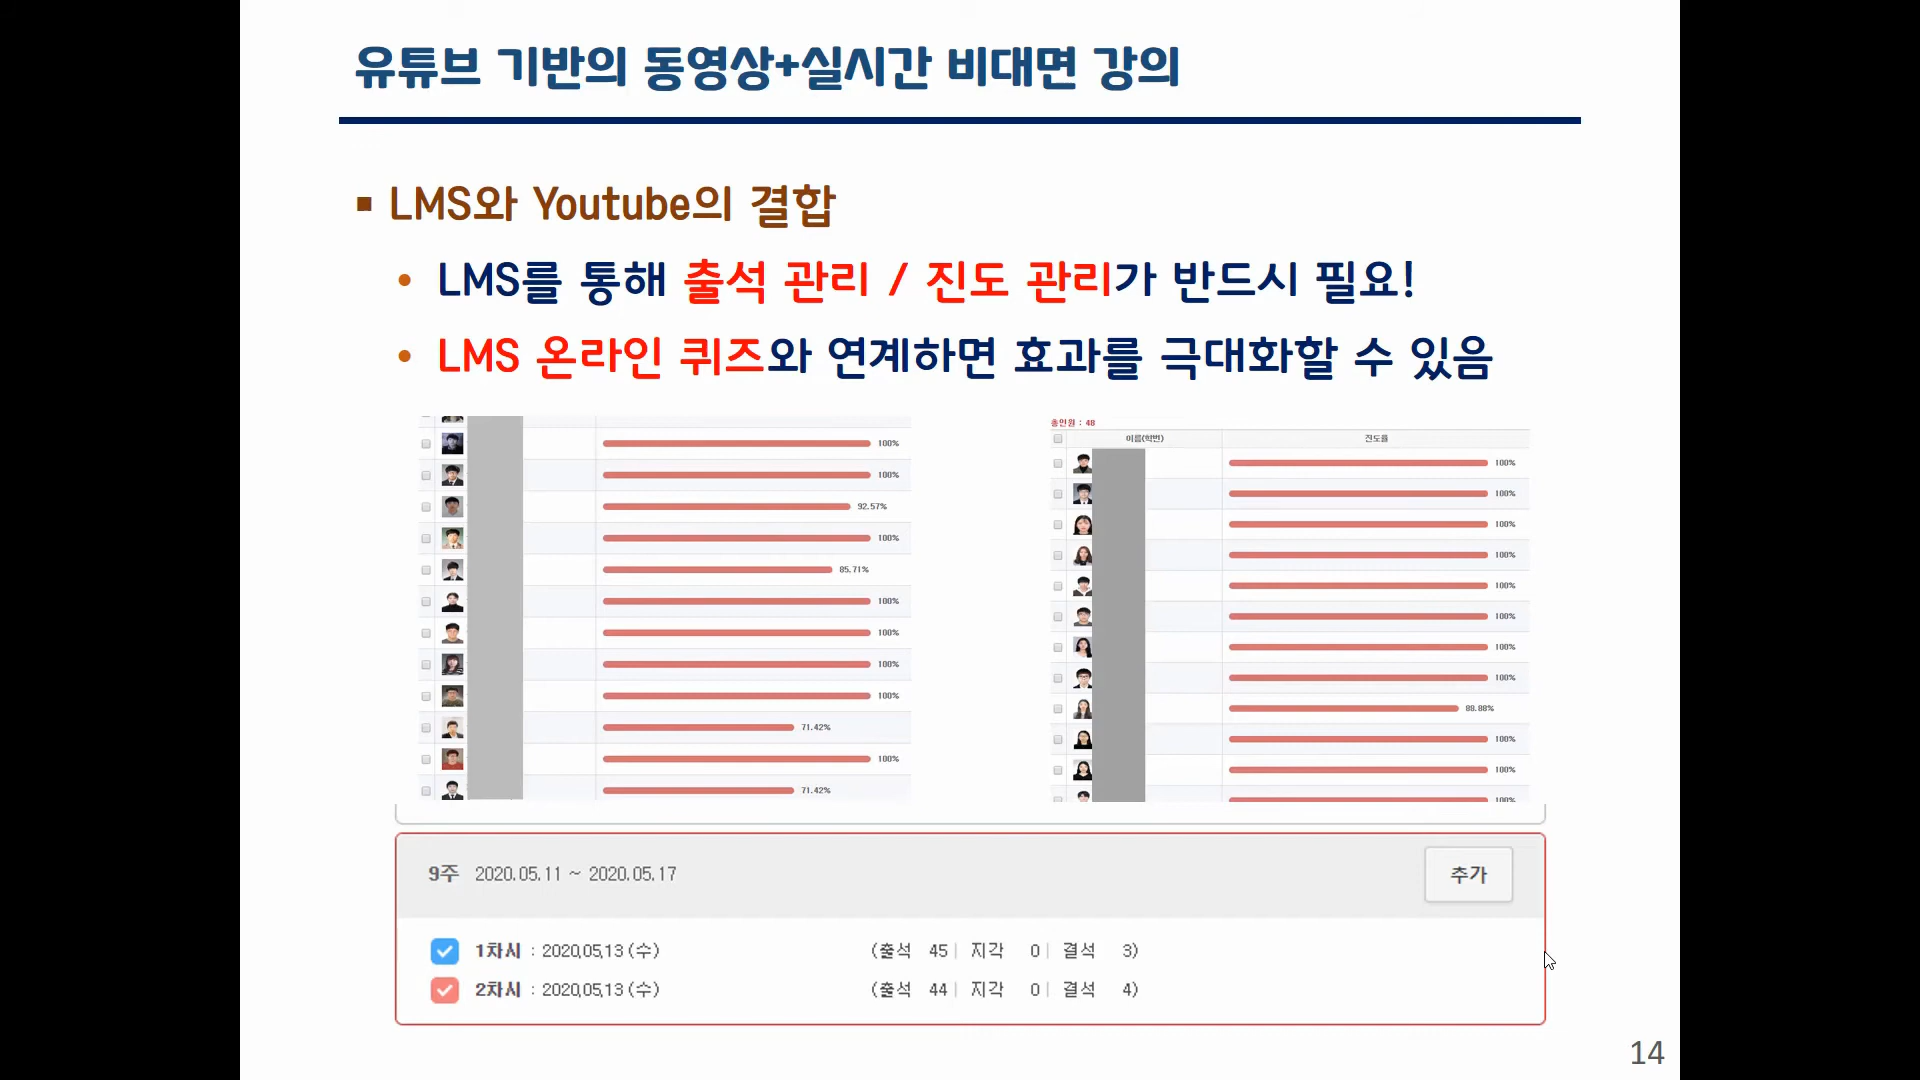 유튜브 기반의 동영상+실시간 비대면 강의
▪ LMS와 Youtube의 결합
• LMS를 통해 출석 관리 / 진도 관리가 반드시 필요!
• LMS 온라인 퀴즈와 연계하면 효과를 극대화할 수 있음
100%
100%
92.57%
100%
85.71%
100%
100%
100%
100%
71.42%
100%
71.42%
총인원 : 48
이름(학번) 진도율
100%
100%
100%
100%
100%
100%
100%
100%
88.88%
100%
100%
100%
9주 2020.05.11 ~ 2020.05.17 추가
1차시 : 2020.05.13 (수) (출석 45 | 지각 0 | 결석 3)
2차시 : 2020.05.13 (수) (출석 44 | 지각 0 | 결석 4)
14